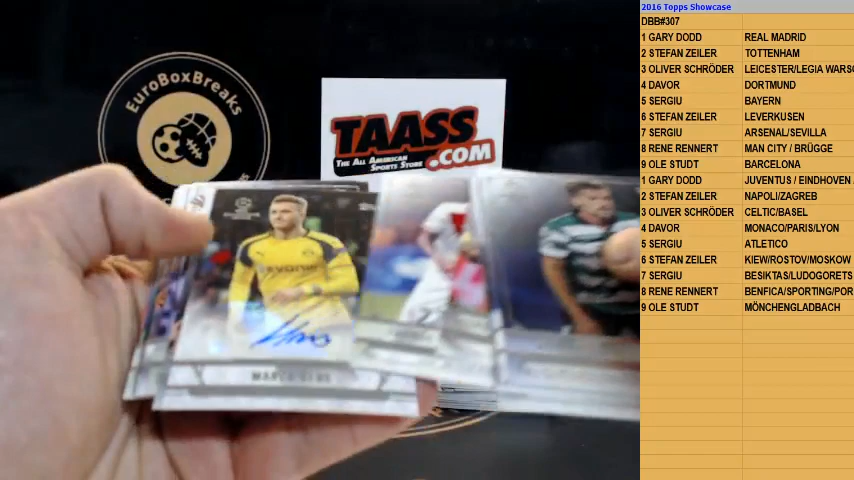 EuroBoxBreaks
TAASS
THE ALL AMERICAN
SPORTS STORE
.COM
2016 Topps Showcase
DBB#307
1 GARY DODD REAL MADRID
2 STEFAN ZEILER TOTTENHAM
3 OLIVER SCHRÖDER LEICESTER/LEGIA WARSC
4 DAVOR DORTMUND
5 SERGIU BAYERN
6 STEFAN ZEILER LEVERKUSEN
7 SERGIU ARSENAL/SEVILLA
8 RENE RENNERT MAN CITY / BRÜGGE
9 OLE STUDT BARCELONA
1 GARY DODD JUVENTUS / EINDHOVEN
2 STEFAN ZEILER NAPOLI/ZAGREB
3 OLIVER SCHRÖDER CELTIC/BASEL
4 DAVOR MONACO/PARIS/LYON
5 SERGIU ATLETICO
6 STEFAN ZEILER KIEW/ROSTOV/MOSKOW
7 SERGIU BESIKTAS/LUDOGORETS
8 RENE RENNERT BENFICA/SPORTING/POR
9 OLE STUDT MÖNCHENGLADBACH